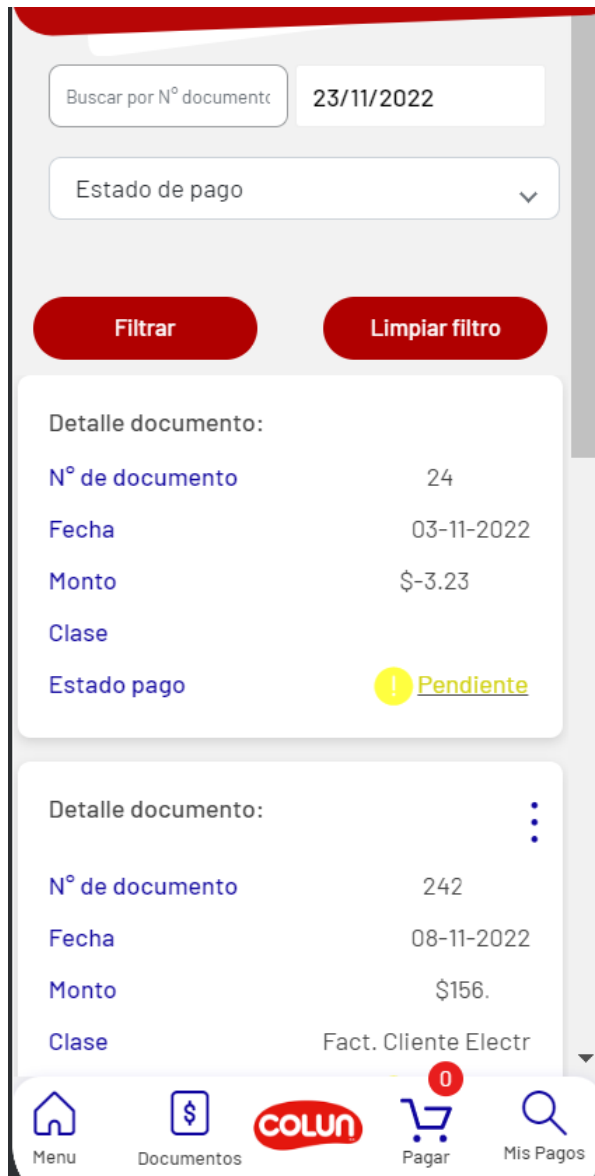 Buscar por N° documento
23/11/2022
Estado de pago
Filtrar
Limpiar filtro
Detalle documento:
N° de documento 24
Fecha 03-11-2022
Monto $-3.23
Clase
Estado pago ! Pendiente
Detalle documento:
N° de documento 242
Fecha 08-11-2022
Monto $156.
Clase Fact. Cliente Electr
0
$
COLUN
Menu
Documentos
Pagar
Mis Pagos